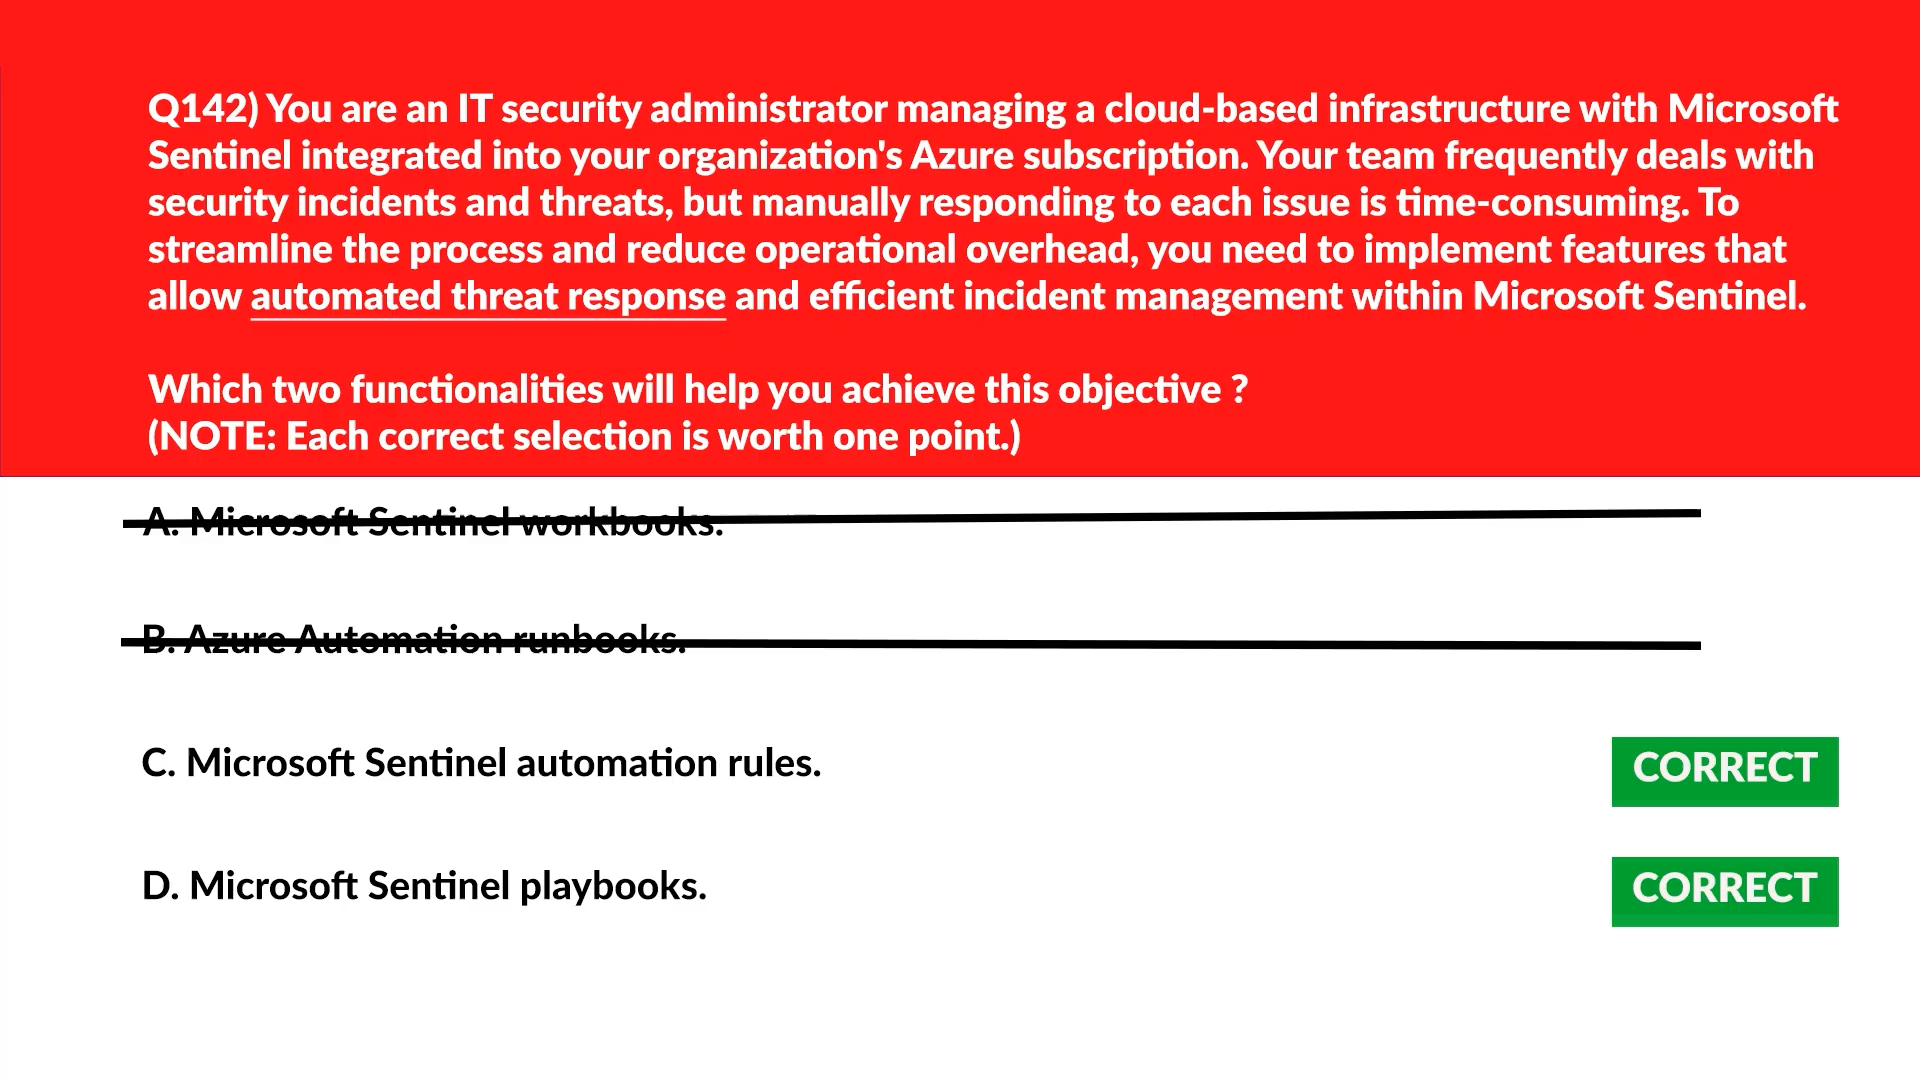 Q142) You are an IT security administrator managing a cloud-based infrastructure with Microsoft
Sentinel integrated into your organization's Azure subscription. Your team frequently deals with
security incidents and threats, but manually responding to each issue is time-consuming. To
streamline the process and reduce operational overhead, you need to implement features that
allow automated threat response and efficient incident management within Microsoft Sentinel.
Which two functionalities will help you achieve this objective ?
(NOTE: Each correct selection is worth one point.)
A. Microsoft Sentinel workbooks.
B. Azure Automation runbooks.
C. Microsoft Sentinel automation rules.
CORRECT
D. Microsoft Sentinel playbooks.
CORRECT